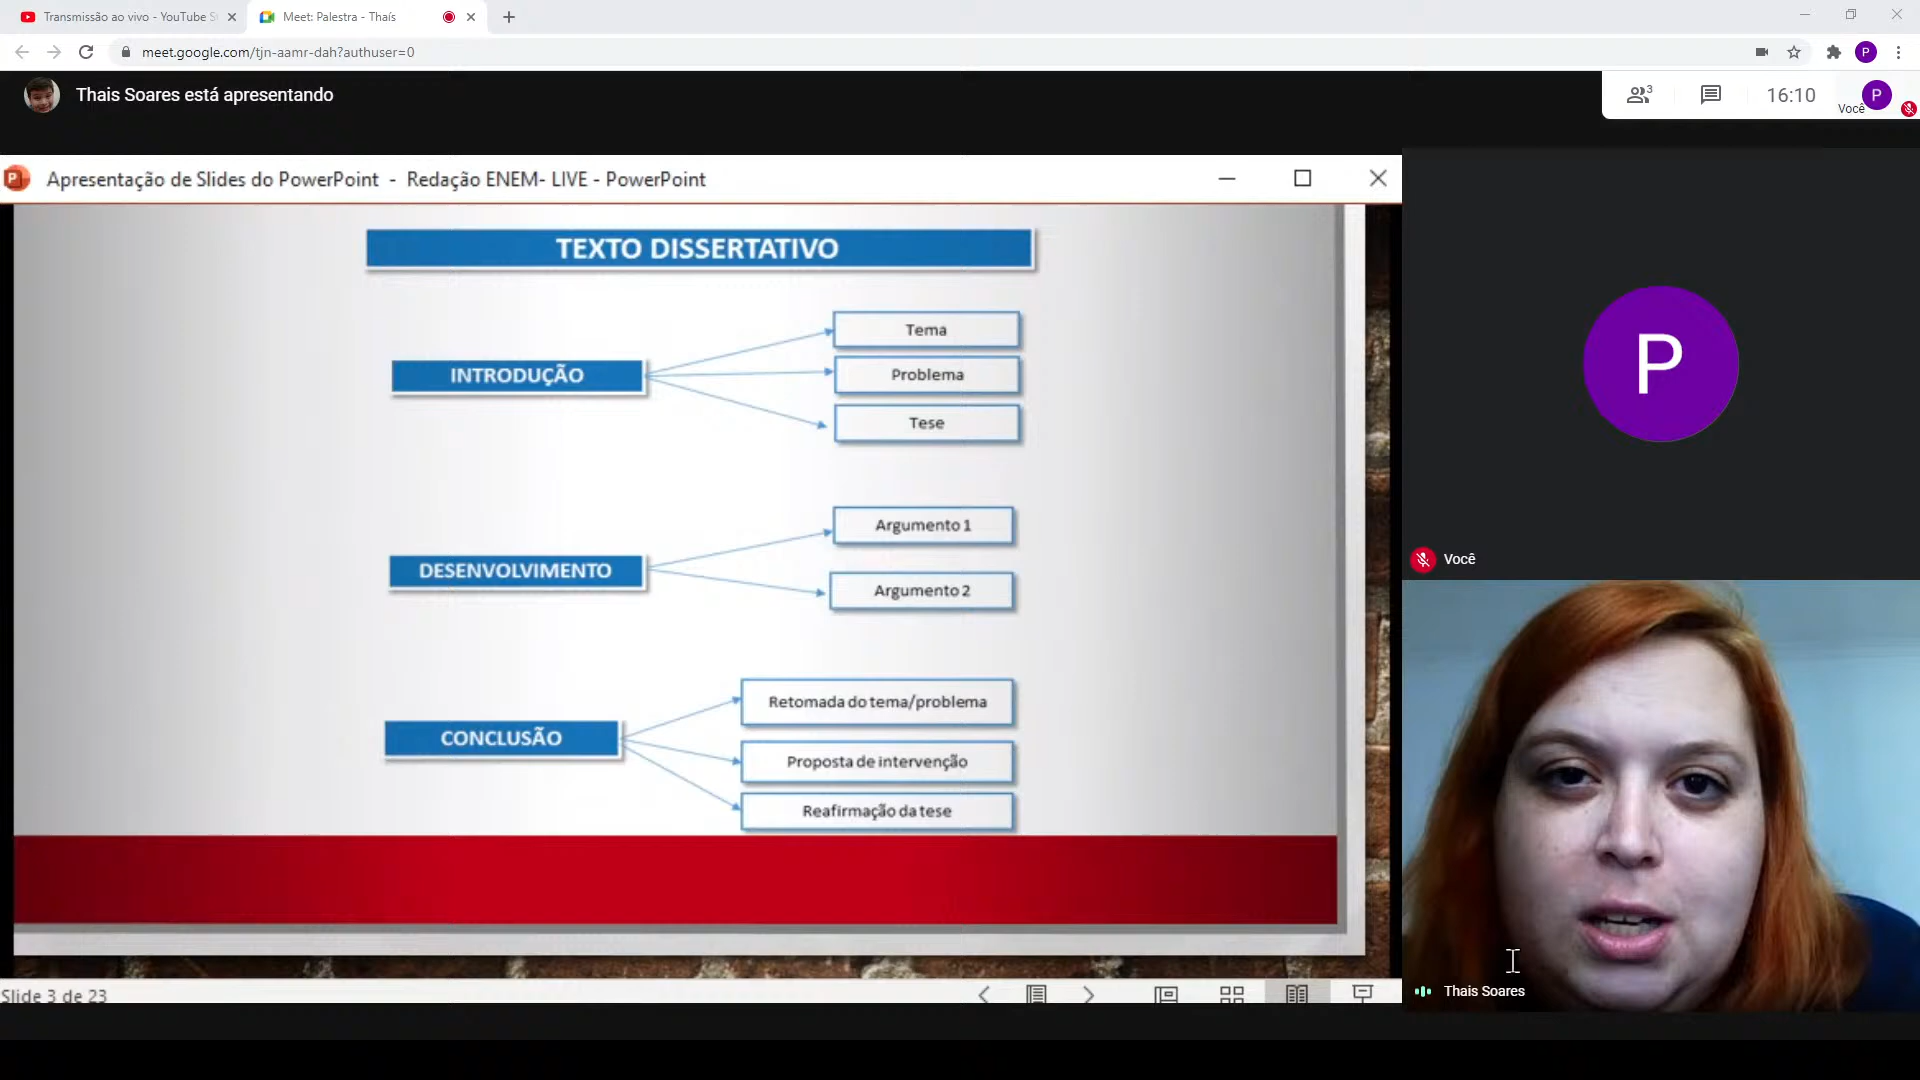 Transmissão ao vivo - YouTube S
Meet: Palestra - Thaís
meet.google.com/tjn-aamr-dah?authuser=0
P
Thais Soares está apresentando
3
16:10
Você
P
P
Apresentação de Slides do PowerPoint - Redação ENEM- LIVE - PowerPoint
TEXTO DISSERTATIVO
INTRODUÇÃO
Tema
Problema
Tese
DESENVOLVIMENTO
Argumento 1
Argumento 2
CONCLUSÃO
Retomada do tema/problema
Proposta de intervenção
Reafirmação da tese
Slide 3 de 23
P
Você
Thais Soares